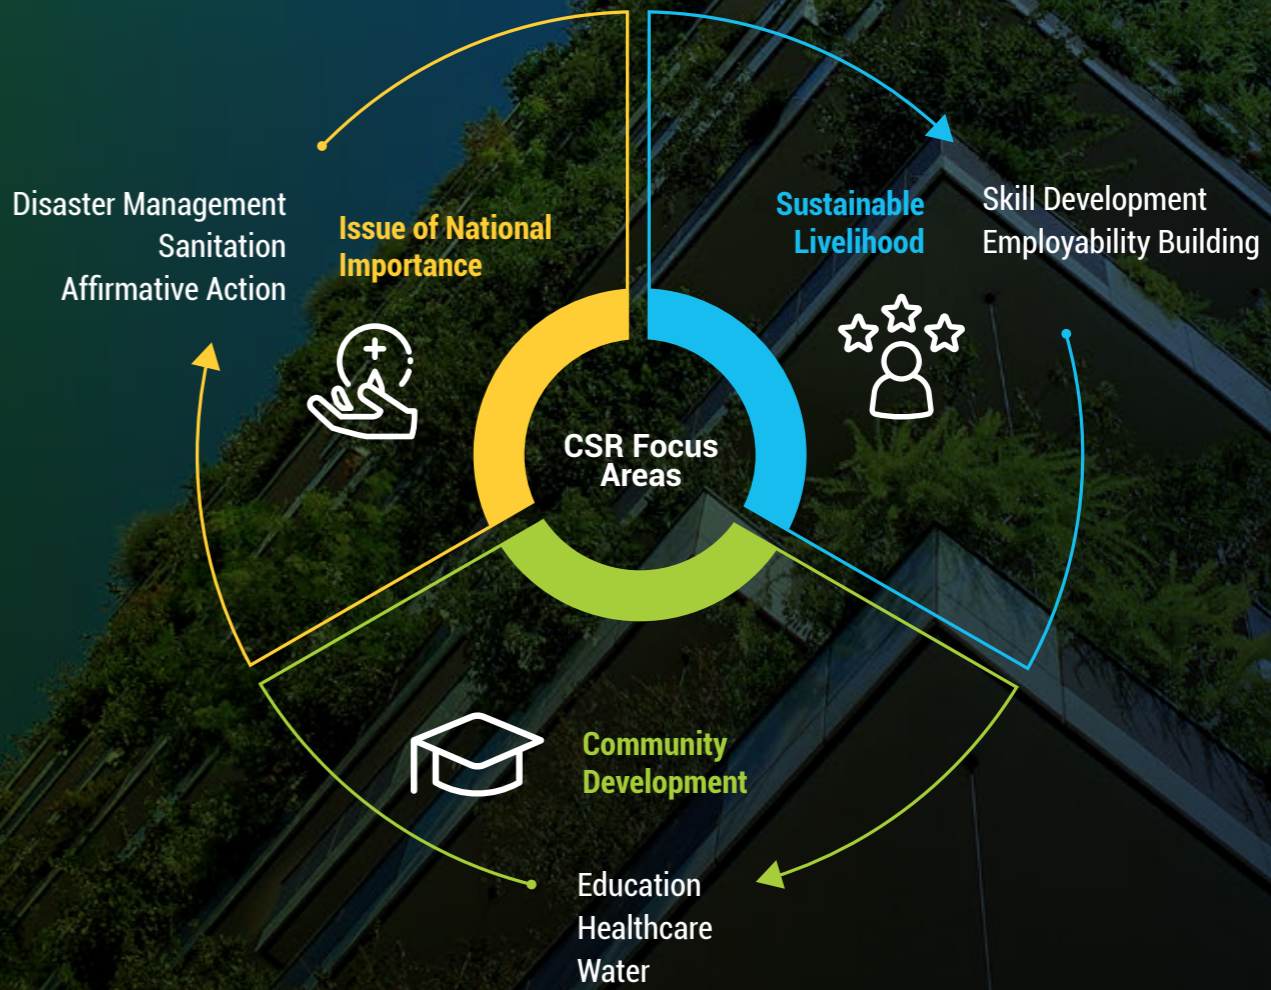 Disaster Management
Sanitation
Affirmative Action
Issue of National
Importance
Sustainable
Livelihood
Skill Development
Employability Building
CSR Focus
Areas
Community
Development
Education
Healthcare
Water